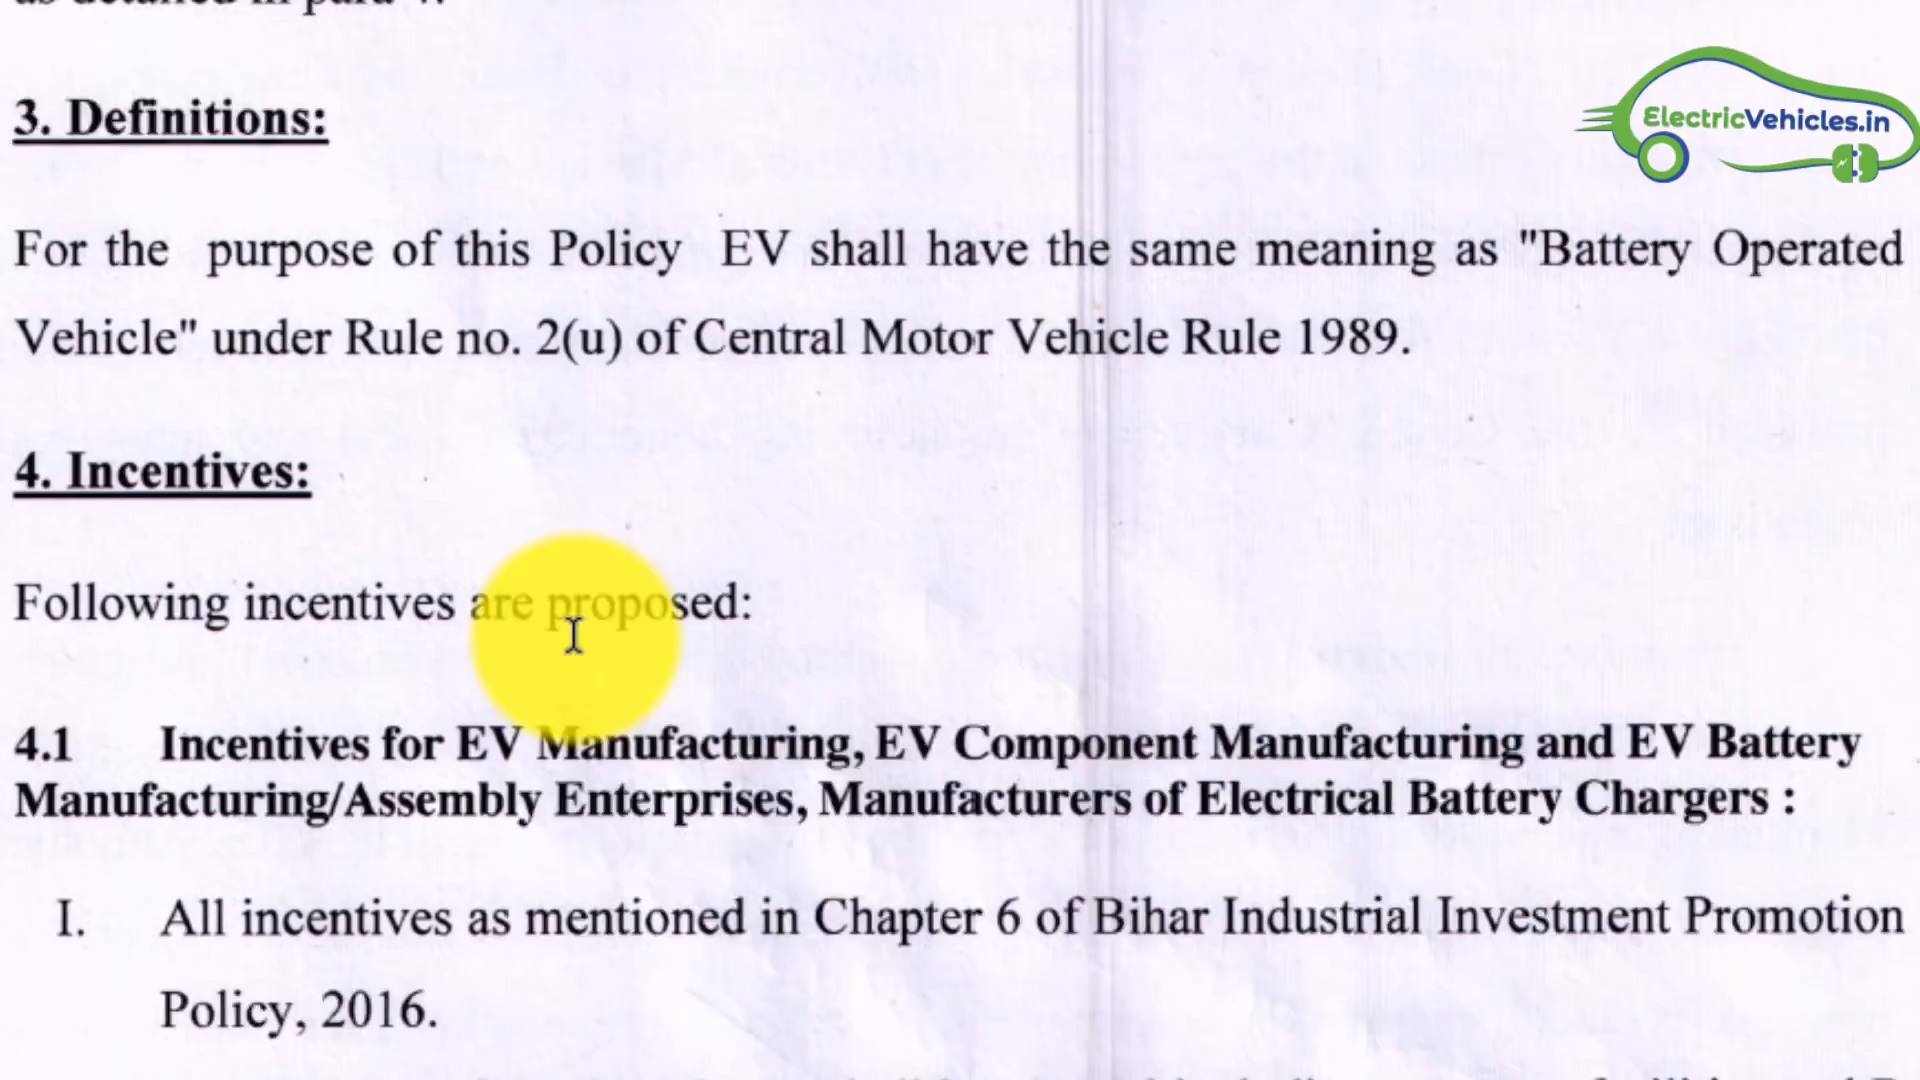 3. Definitions:
ElectricVehicles.in
For the purpose of this Policy EV shall have the same meaning as "Battery Operated
Vehicle" under Rule no. 2(u) of Central Motor Vehicle Rule 1989.
4. Incentives:
Following incentives are proposed:
4.1 Incentives for EV Manufacturing, EV Component Manufacturing and EV Battery
Manufacturing/Assembly Enterprises, Manufacturers of Electrical Battery Chargers :
I. All incentives as mentioned in Chapter 6 of Bihar Industrial Investment Promotion
Policy, 2016.